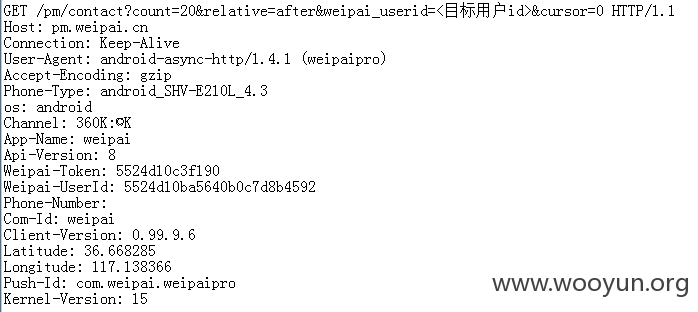 GET /pm/contact?count=20&relative=after&weipai_userid=<目标用户id>&cursor=0 HTTP/1.1
Host: pm.weipai.cn
Connection: Keep-Alive
User-Agent: android-async-http/1.4.1 (weipaipro)
Accept-Encoding: gzip
Phone-Type: android_SHV-E210L_4.3
os: android
Channel: 360K:©K
App-Name: weipai
Api-Version: 8
Weipai-Token: 5524d10c3f190
Weipai-UserId: 5524d10ba5640b0c7d8b4592
Phone-Number:
Com-Id: weipai
Client-Version: 0.99.9.6
Latitude: 36.668285
Longitude: 117.138366
Push-Id: com.weipai.weipaipro
Kernel-Version: 15
www.wooyun.org